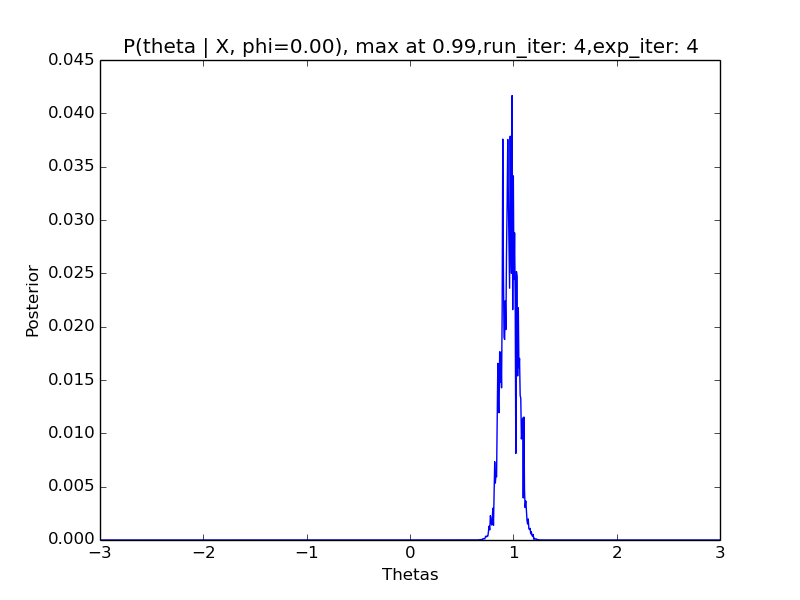 P(theta | X, phi=0.00), max at 0.99,run_iter: 4,exp_iter: 4
0.045
0.040
0.035
0.030
0.025
0.020
0.015
0.010
0.005
0.000
Posterior
−3 −2 −1 0 1 2 3
Thetas